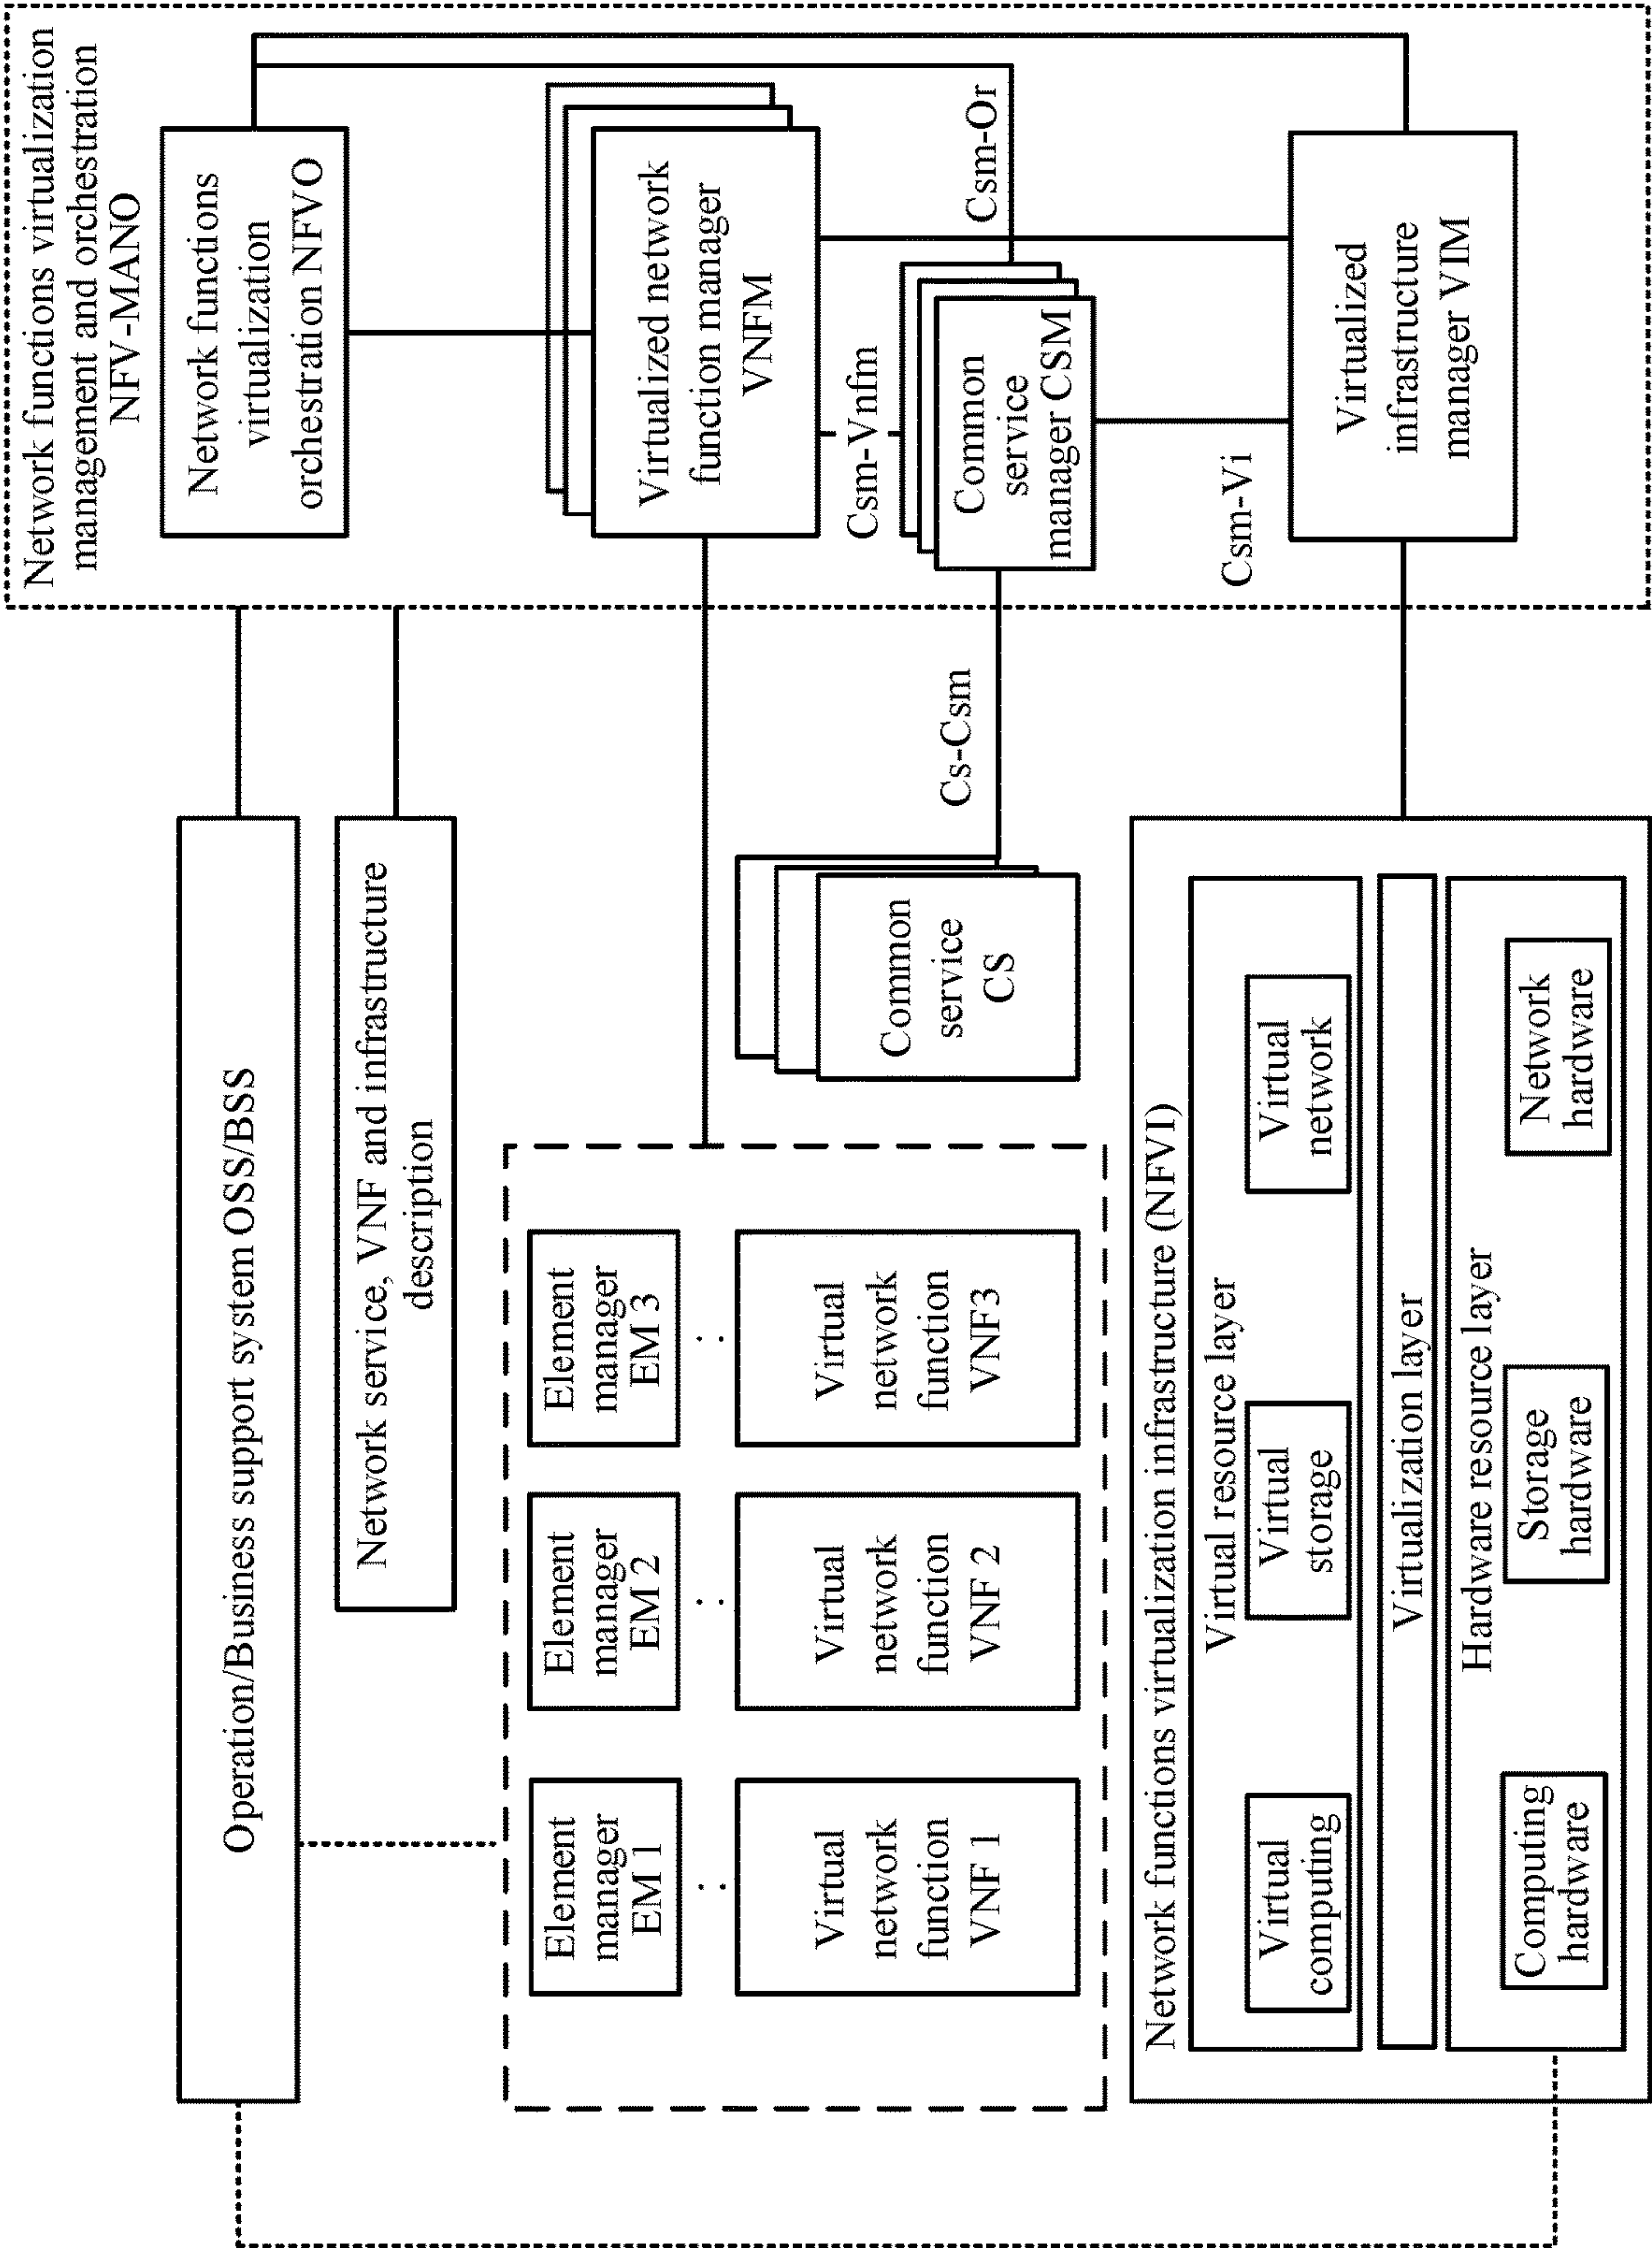 Network functions virtualization
management and orchestration
NFV-MANO
Operation/Business support system OSS/BSS
Network functions
virtualization
orchestration NFVO
Network service, VNF and infrastructure
description
Element
manager
EM 1
Element
manager
EM 2
Element
manager
EM 3
Virtualized network
function manager
VNFM
Virtual
network
function
VNF 1
Virtual
network
function
VNF 2
Virtual
network
function
VNF3
Common
service
CS
Csm-Vnfm
Cs-Csm
Common
service
manager CSM
Csm-Or
Network functions virtualization infrastructure (NFVI)
Virtual resource layer
Virtual
computing
Virtual
storage
Virtual
network
Csm-Vi
Virtualization layer
Virtualized
infrastructure
manager VIM
Hardware resource layer
Computing
hardware
Storage
hardware
Network
hardware